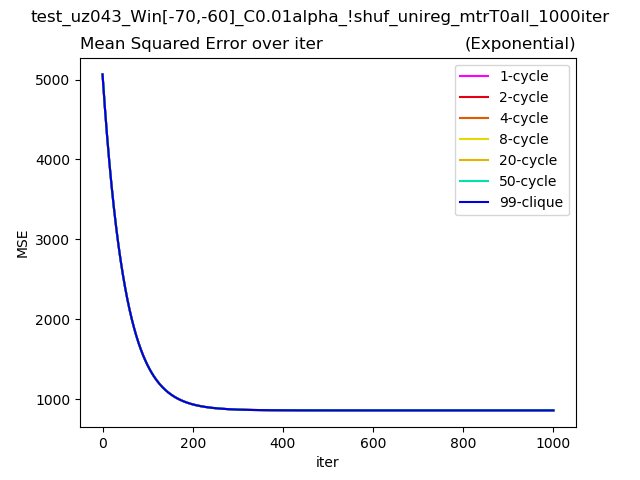 test_uz043_Win[-70,-60]_C0.01alpha_!shuf_unireg_mtrT0all_1000iter
Mean Squared Error over iter (Exponential)
5000
4000
3000
2000
1000
MSE
0 200 400 600 800 1000
iter
1-cycle
2-cycle
4-cycle
8-cycle
20-cycle
50-cycle
99-clique